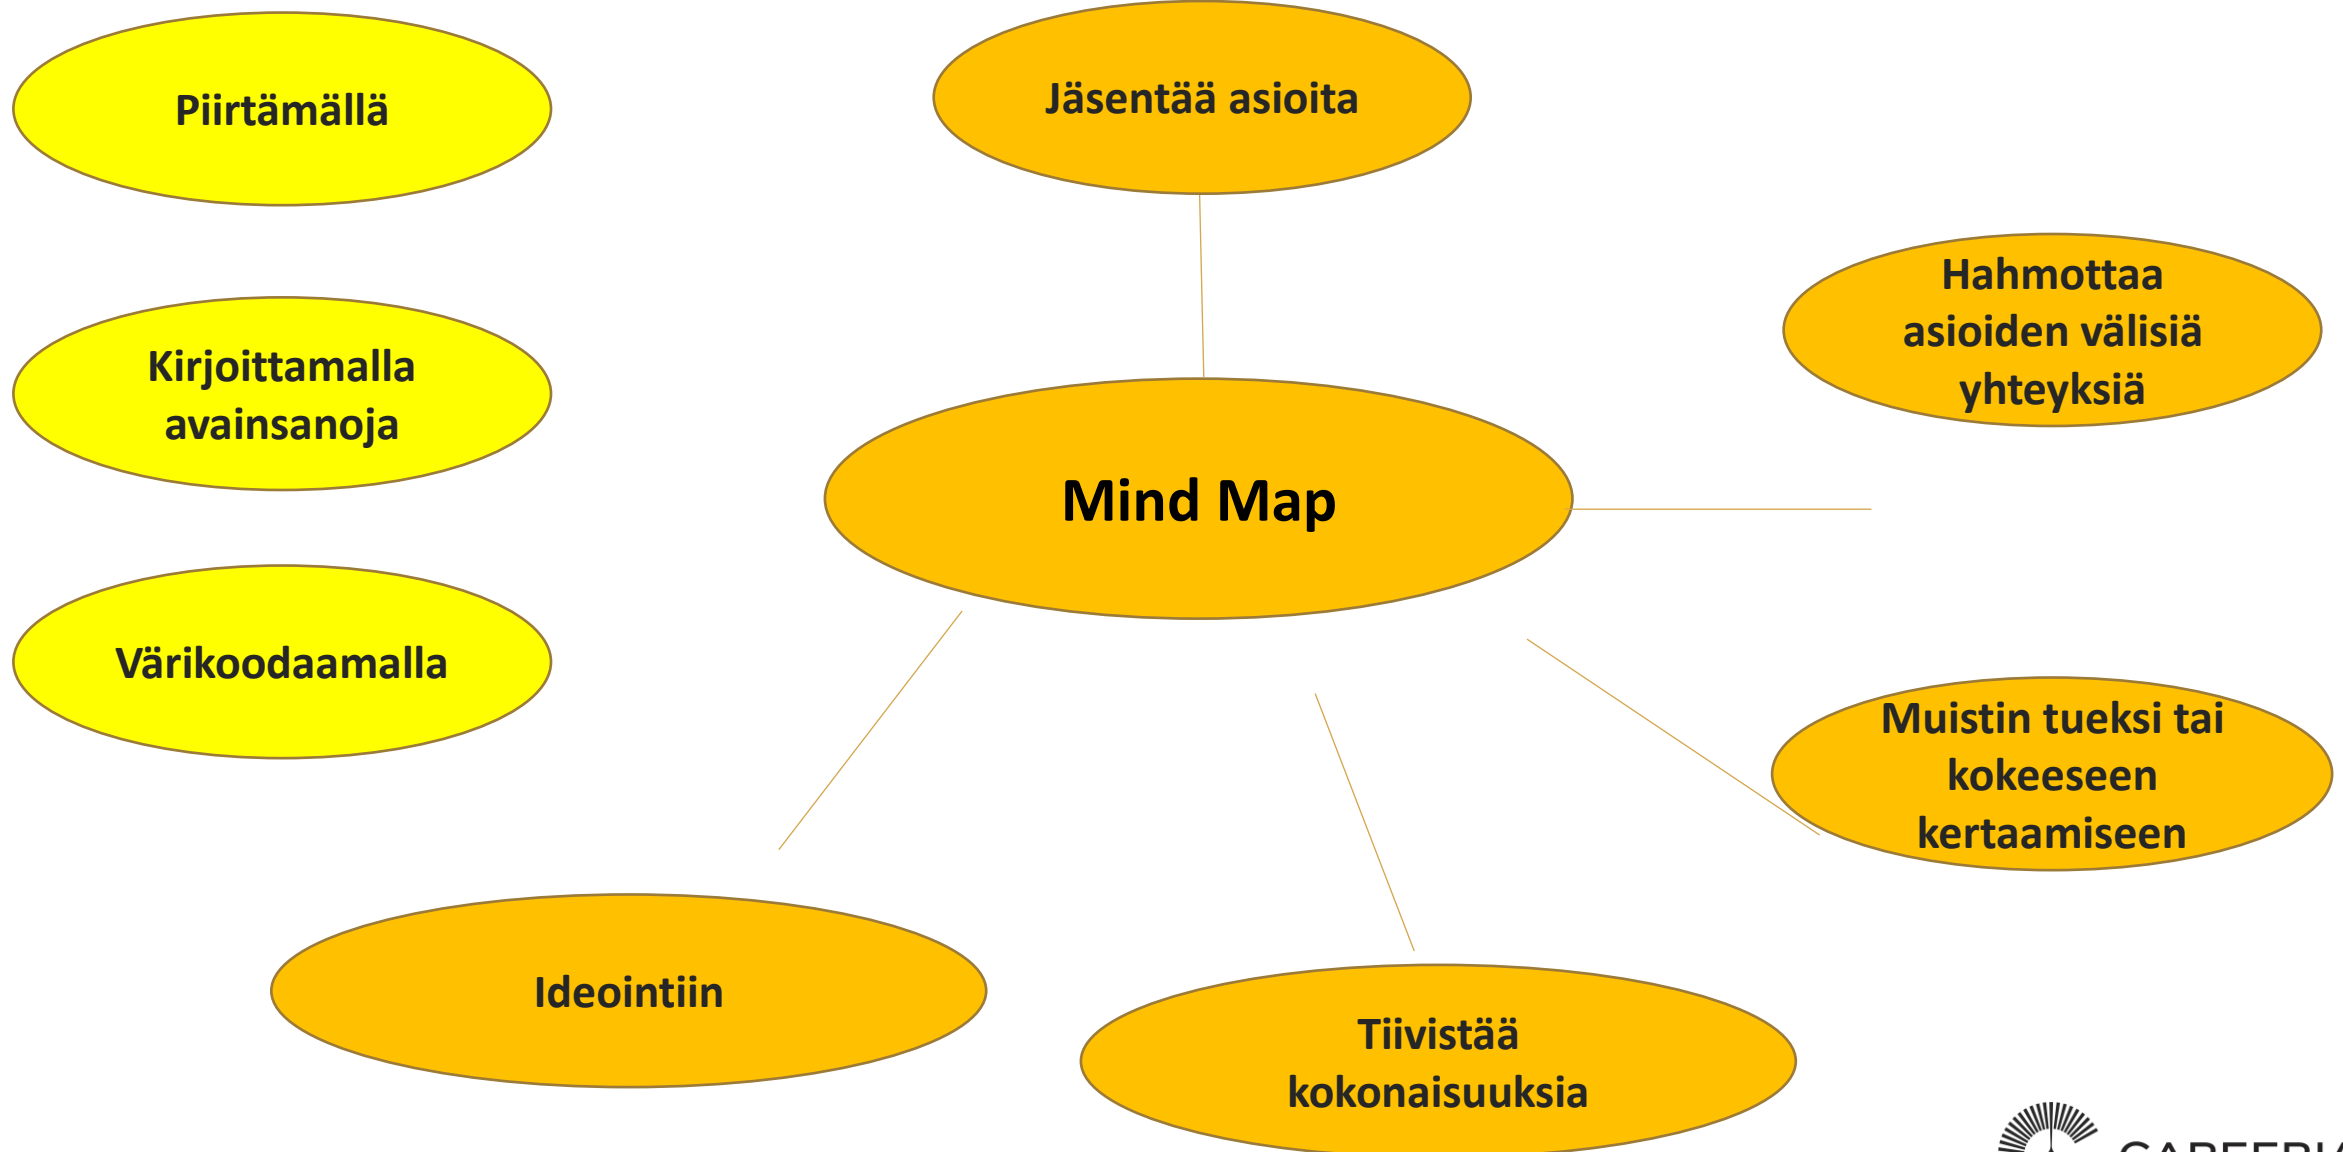 Piirtämällä
Kirjoittamalla
avainsanoja
Värikoodaamalla
Jäsentää asioita
Mind Map
Hahmottaa
asioiden välisiä
yhteyksiä
Muistin tueksi tai
kokeeseen
kertaamiseen
Ideointiin
Tiivistää
kokonaisuuksia
CAREERIA